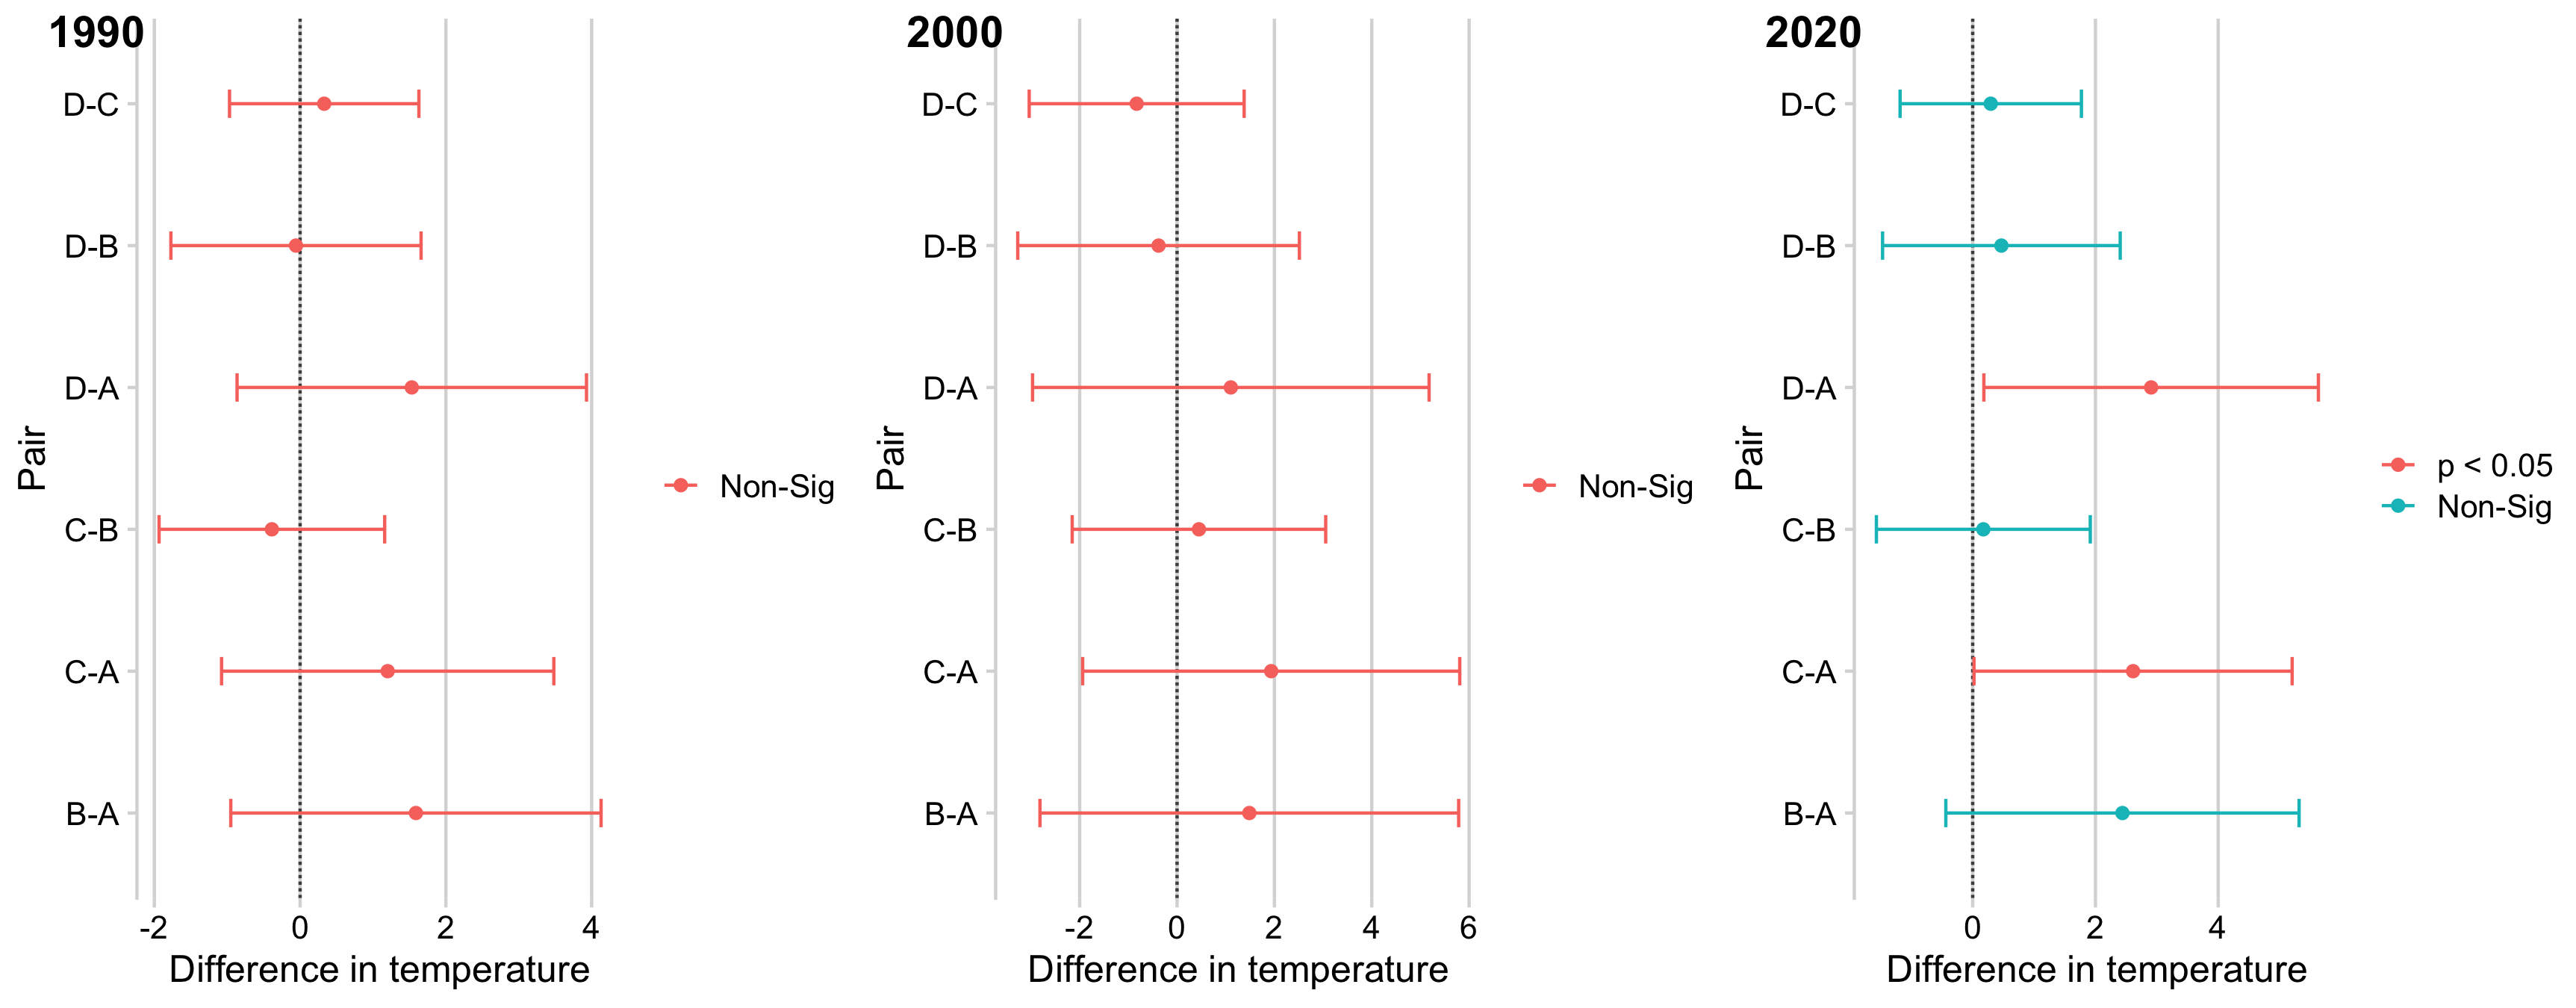 1990
D-C
D-B
D-A
C-B
C-A
B-A
Pair
-2 0 2 4
Difference in temperature
Non-Sig
2000
D-C
D-B
D-A
C-B
C-A
B-A
Pair
-2 0 2 4 6
Difference in temperature
Non-Sig
2020
D-C
D-B
D-A
C-B
C-A
B-A
Pair
0 2 4
Difference in temperature
p < 0.05
Non-Sig